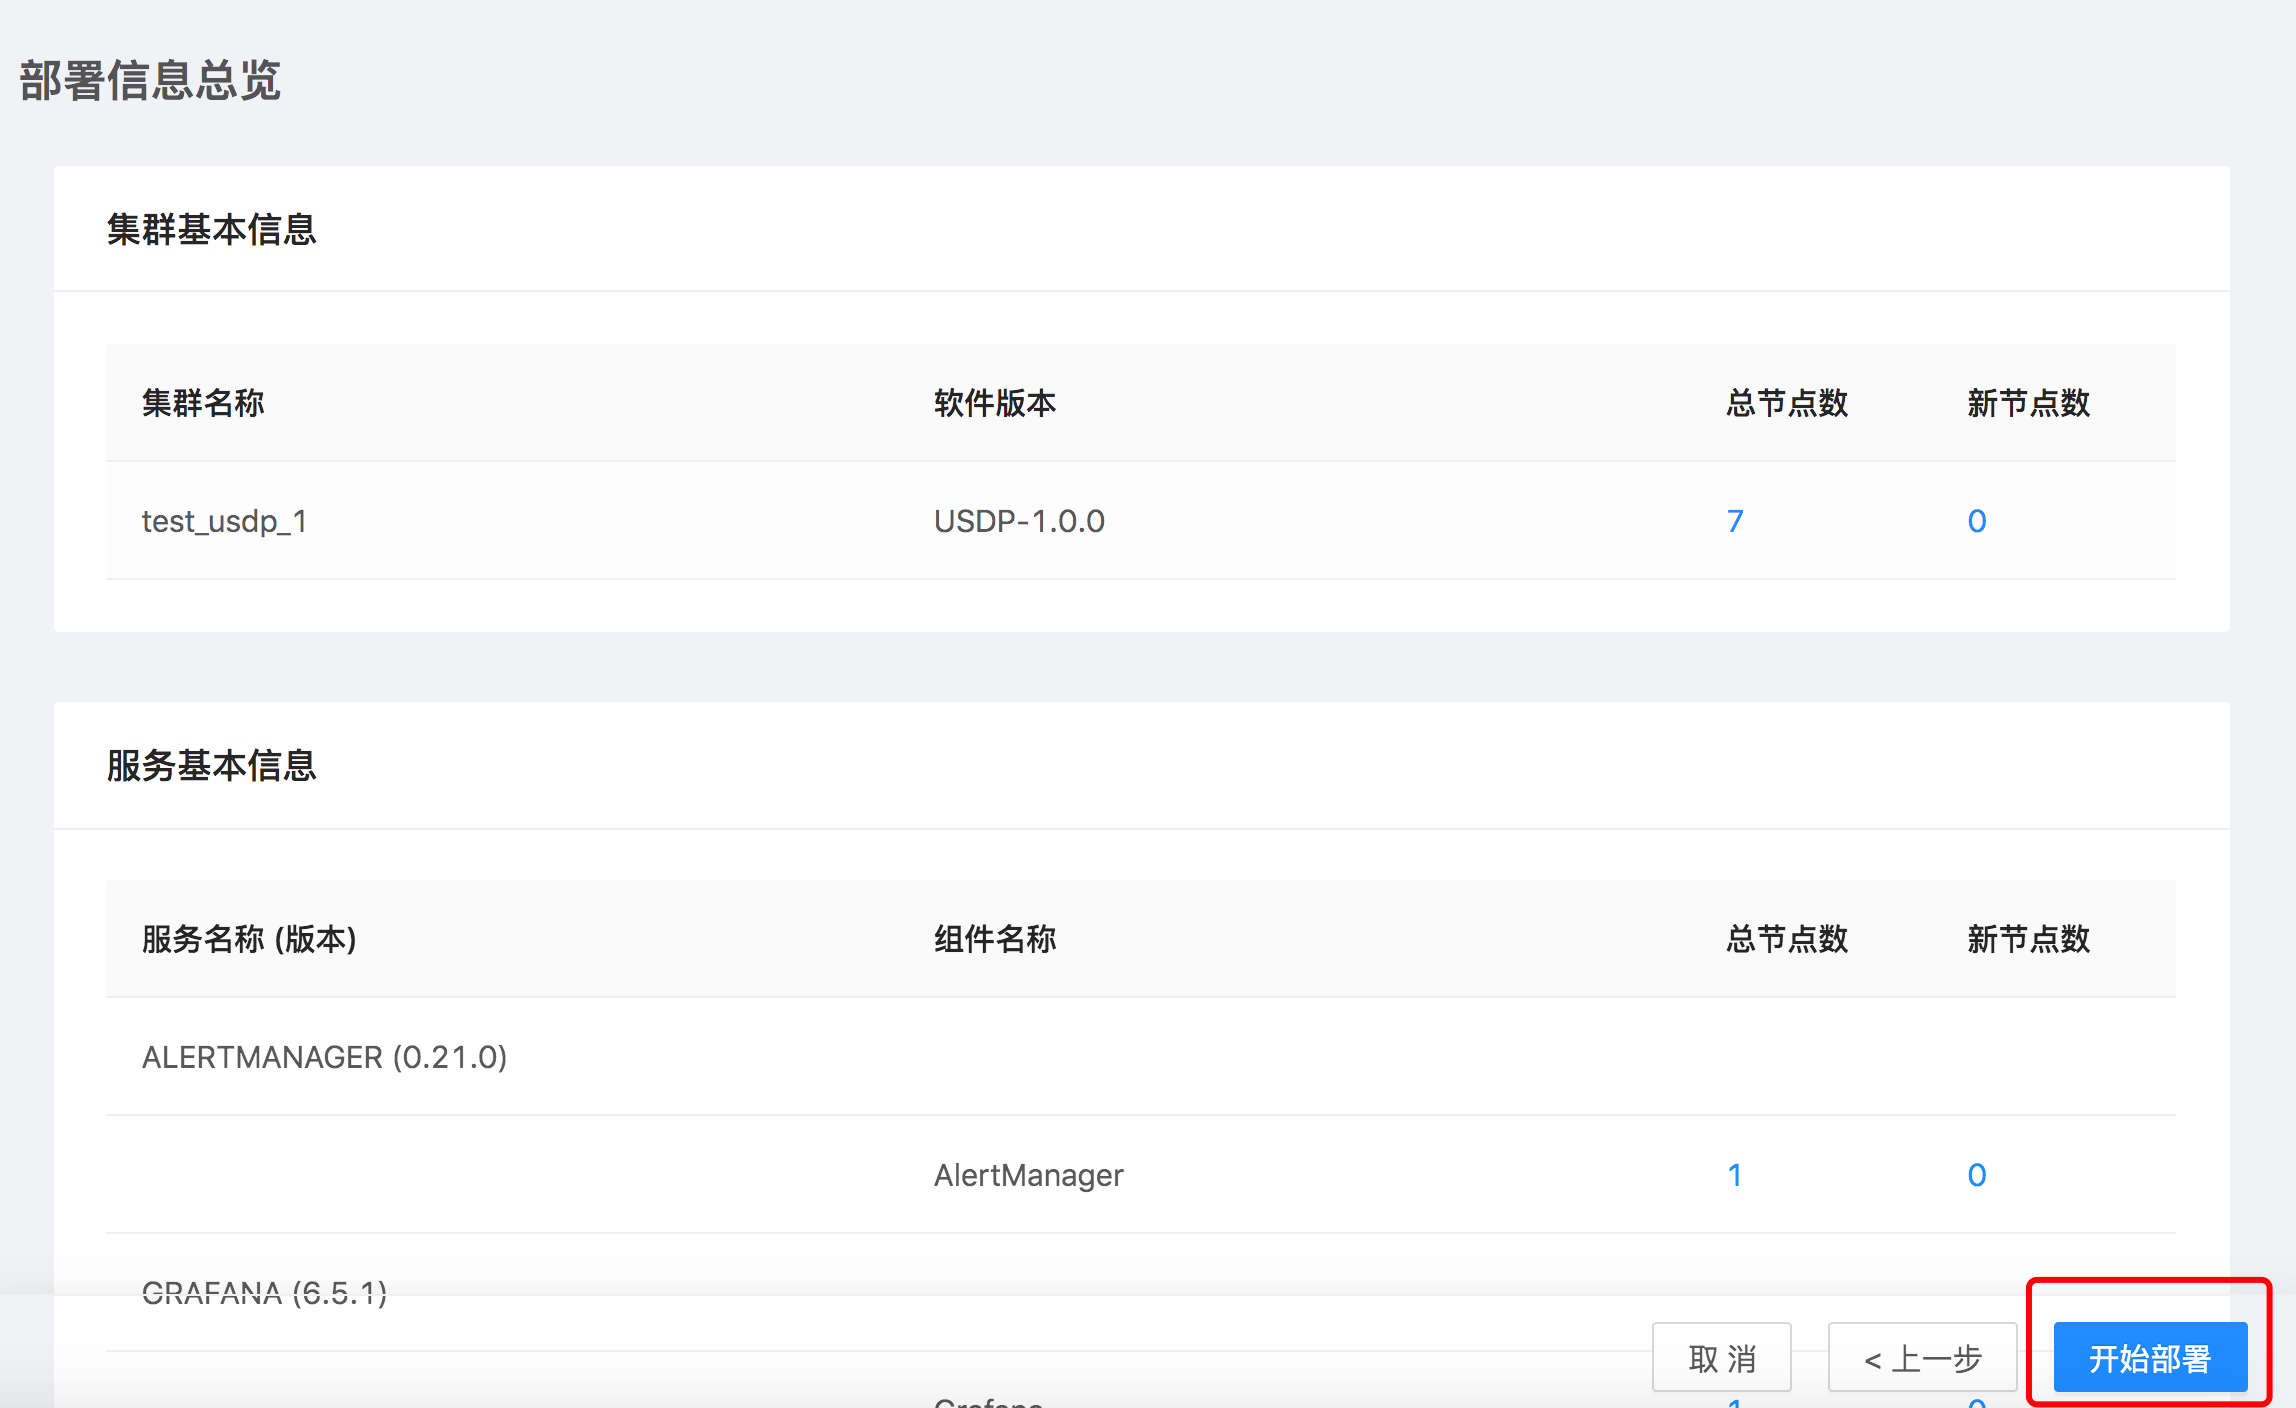 部署信息总览
集群基本信息
集群名称 软件版本 总节点数 新节点数
test_usdp_1 USDP-1.0.0 7 0
服务基本信息
服务名称 (版本) 组件名称 总节点数 新节点数
ALERTMANAGER (0.21.0)
AlertManager 1 0
GRAFANA (6.5.1)
取 消 < 上一步 开始部署
Grafana 1 0